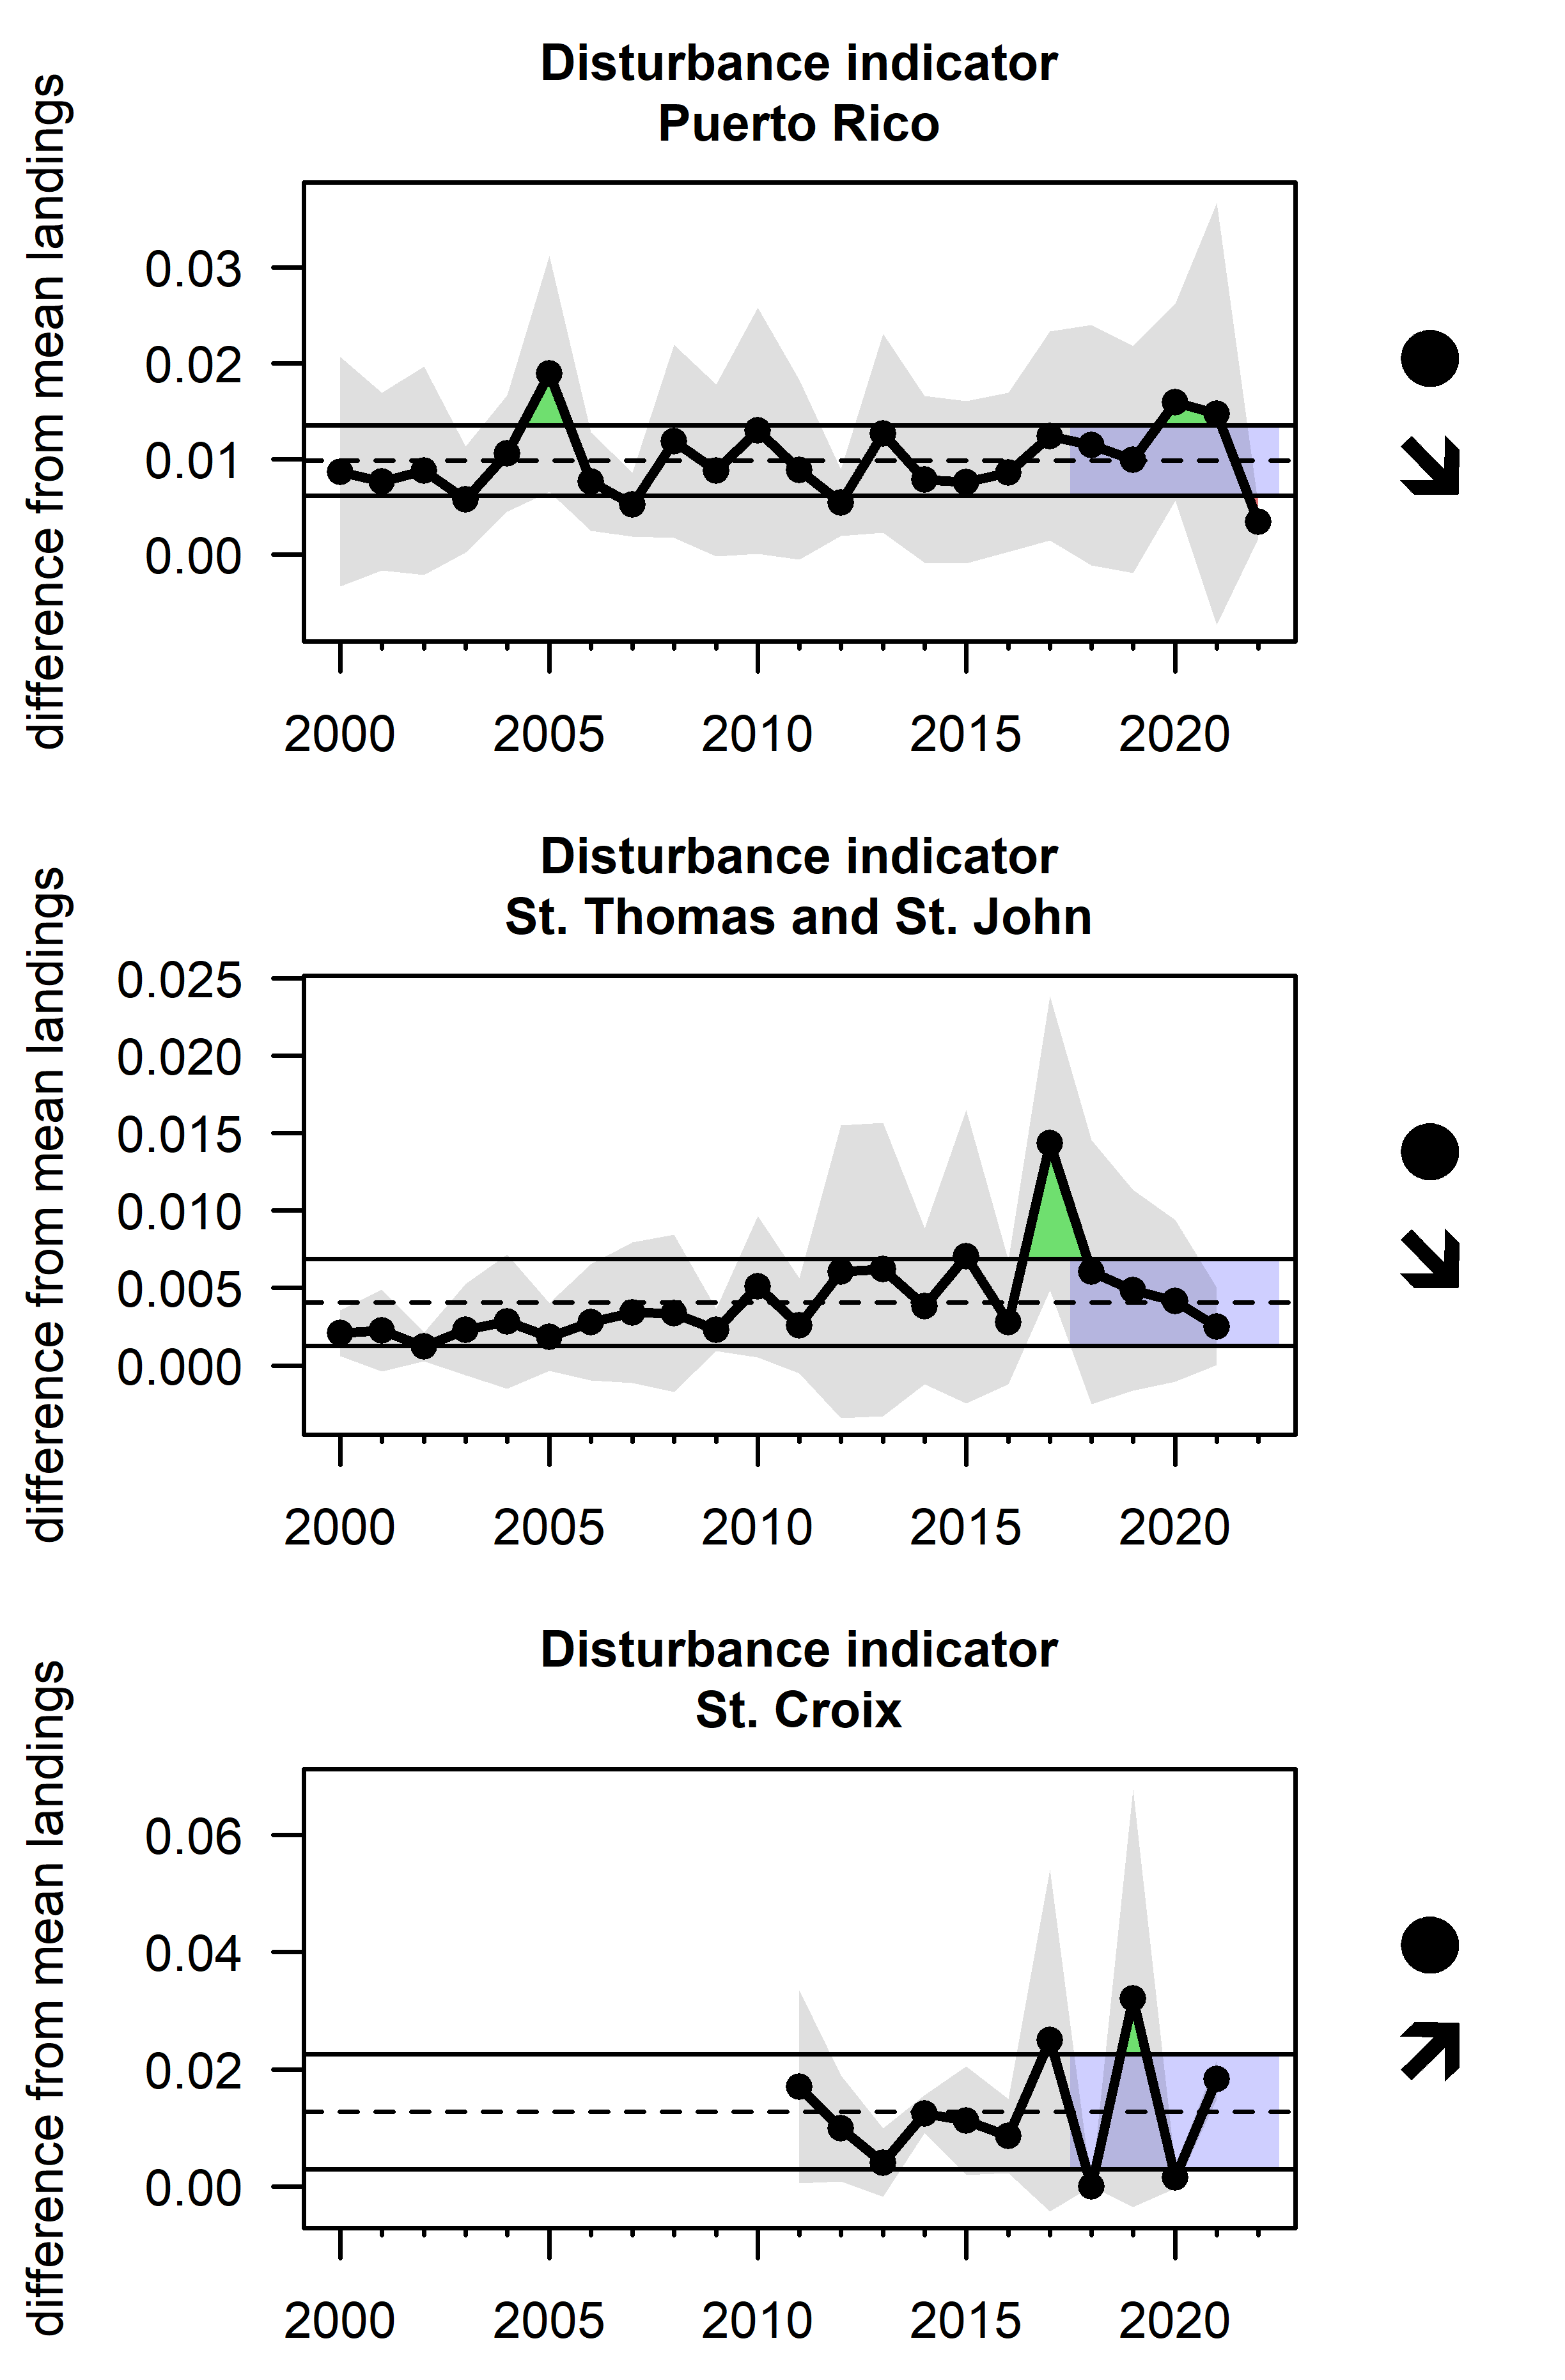 Disturbance indicator
Puerto Rico
difference from mean landings
0.03
0.02
0.01
0.00
2000 2005 2010 2015 2020
Disturbance indicator
St. Thomas and St. John
difference from mean landings
0.025
0.020
0.015
0.010
0.005
0.000
2000 2005 2010 2015 2020
Disturbance indicator
St. Croix
difference from mean landings
0.06
0.04
0.02
0.00
2000 2005 2010 2015 2020